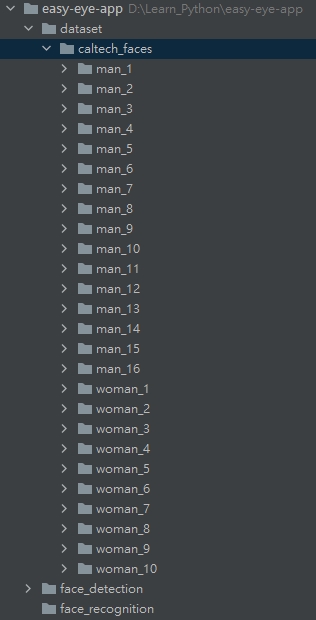 easy-eye-app D:\Learn_Python\easy-eye-app
dataset
caltech_faces
man_1
man_2
man_3
man_4
man_5
man_6
man_7
man_8
man_9
man_10
man_11
man_12
man_13
man_14
man_15
man_16
woman_1
woman_2
woman_3
woman_4
woman_5
woman_6
woman_7
woman_8
woman_9
woman_10
face_detection
face_recognition